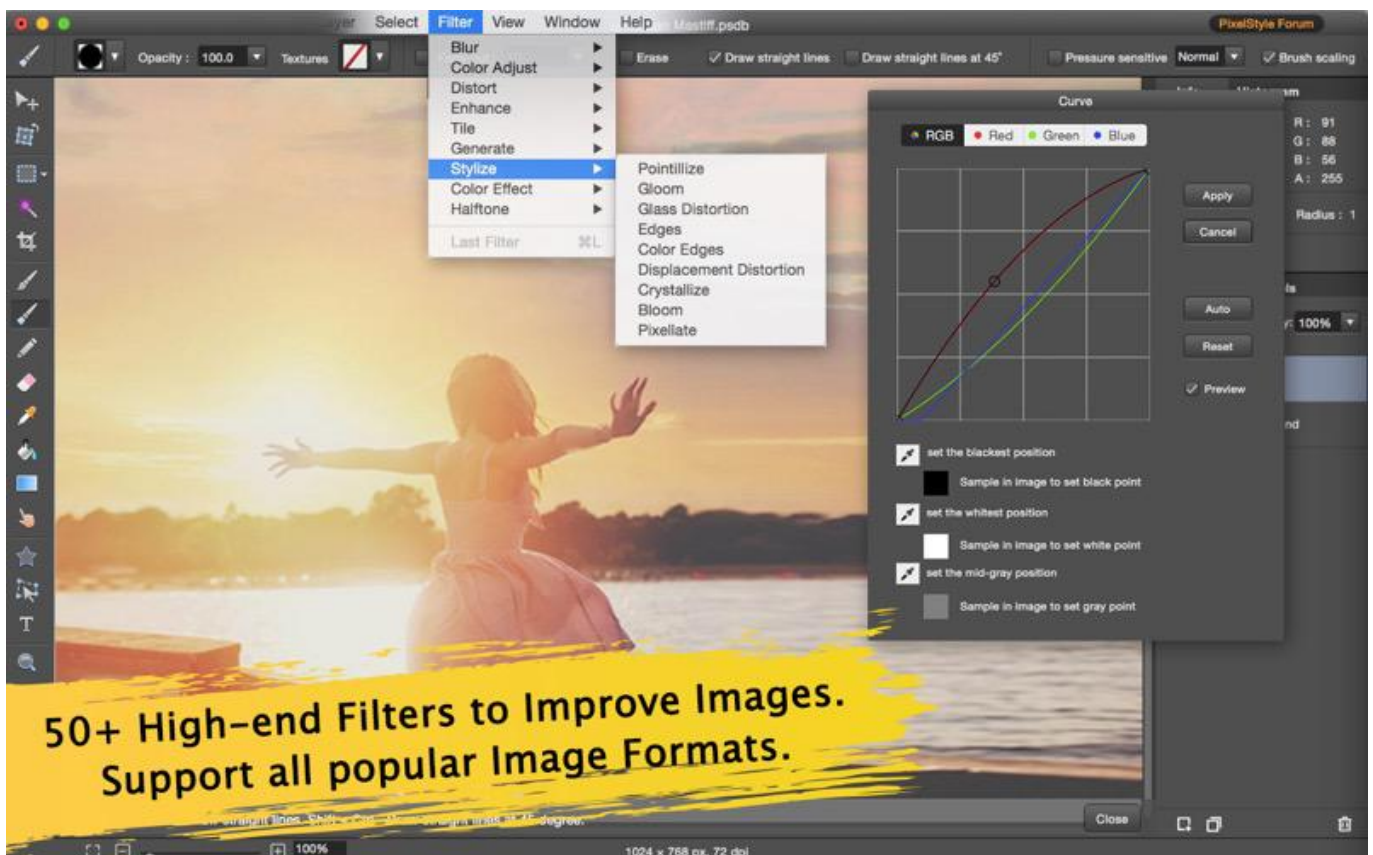 Select Filter View Window Help Mastiff.psdb PixelStyle Forum
Opacity : 100.0 Textures Erase Draw straight lines Draw straight lines at 45° Pressure sensitive Normal Brush scaling
Blur
Color Adjust
Distort
Enhance
Tile
Generate
Stylize
Color Effect
Halftone
Last Filter ⌘L
Pointillize
Gloom
Glass Distortion
Edges
Color Edges
Displacement Distortion
Crystallize
Bloom
Pixellate
Curve
RGB Red Green Blue
Apply
Cancel
Auto
Reset
Preview
set the blackest position
Sample in image to set black point
set the whitest position
Sample in image to set white point
set the mid-gray position
Sample in image to set gray point
R : 91
G : 88
B : 56
A : 255
Radius : 1
100%
T
50+ High-end Filters to Improve Images.
Support all popular Image Formats.
straight lines.
degree.
Close
100%
1024 x 768 px, 72 dpi